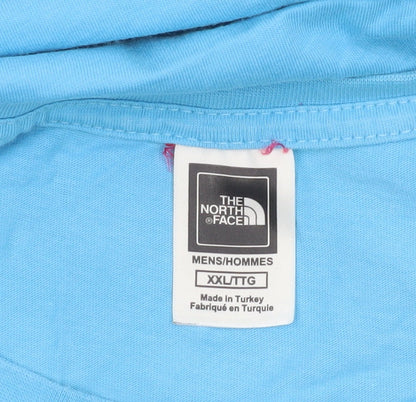 THE
NORTH
®FACE
MENS/HOMMES
XXL/TTG
Made in Turkey
Fabriqué en Turquie